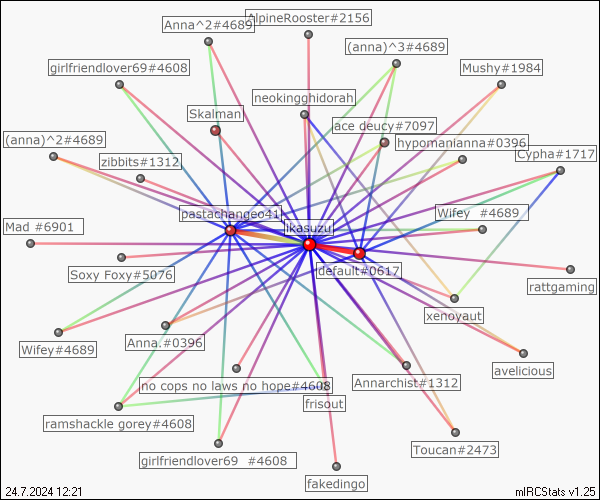 AlpineRooster#2156
Anna^2#4689
(anna)^3#4689
girlfriendlover69#4608
Mushy#1984
neokingghidorah
Skalman
ace deucy#7097
(anna)^2#4689
hypomanianna#0396
zibbits#1312
Cypha#1717
pastachangeo41
Wifey  #4689
likasuzu
Mad #6901
Soxy Foxy#5076
default#0617
rattgaming
xenoyaut
Anna.#0396
Wifey#4689
avelicious
no cops no laws no hope#4608
Annarchist#1312
frisout
ramshackle gorey#4608
Toucan#2473
girlfriendlover69  #4608
fakedingo
24.7.2024 12:21
mIRCStats v1.25